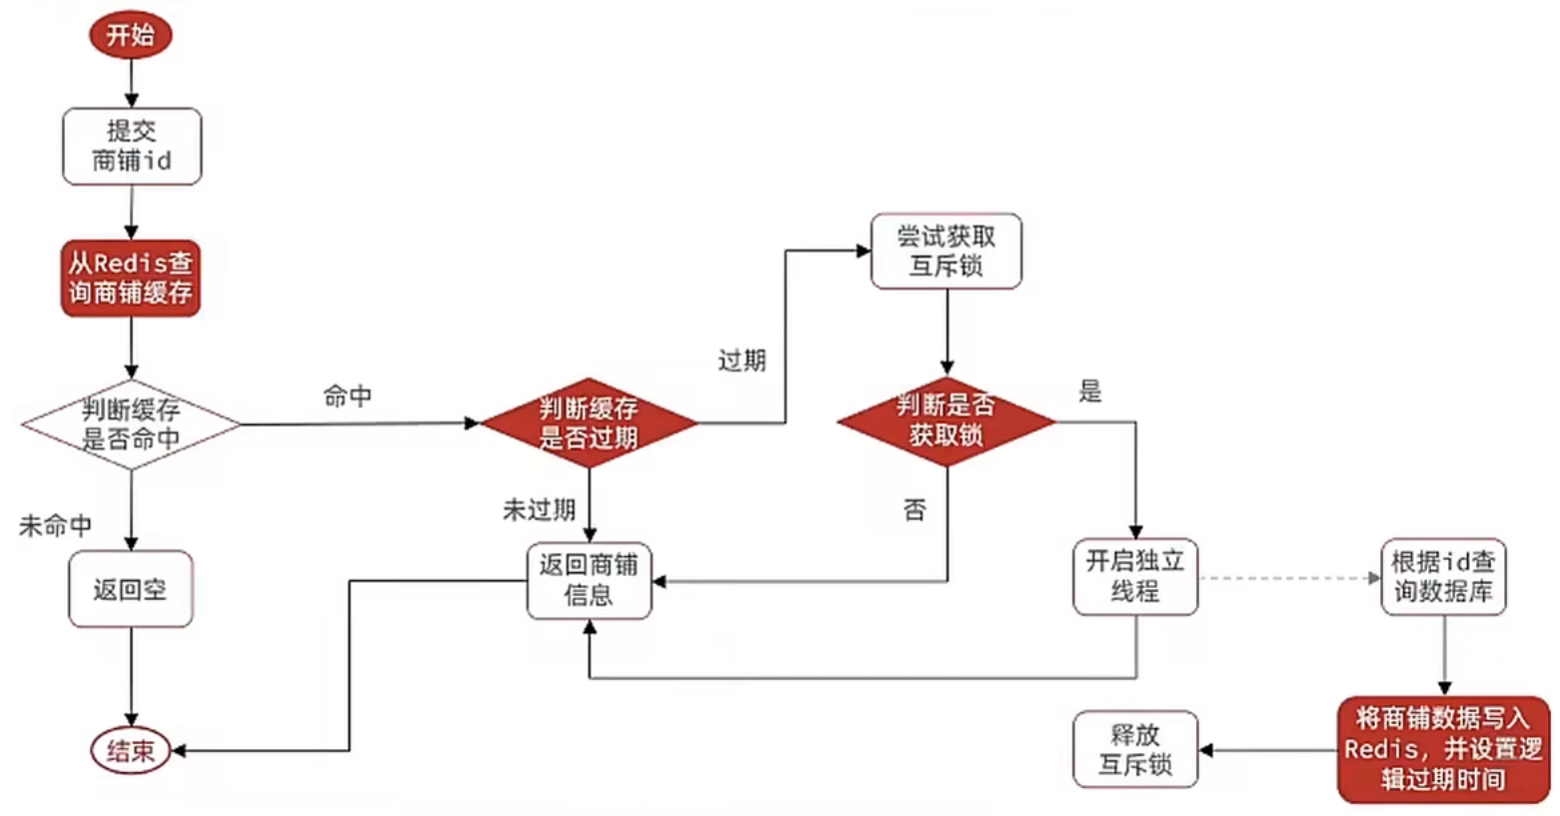 开始
提交
商铺id
从Redis查
询商铺缓存
判断缓存
是否命中
命中
未命中
返回空
结束
判断缓存
是否过期
过期
未过期
返回商铺
信息
尝试获取
互斥锁
判断是否
获取锁
是
否
开启独立
线程
根据id查
询数据库
将商铺数据写入
Redis，并设置逻
辑过期时间
释放
互斥锁